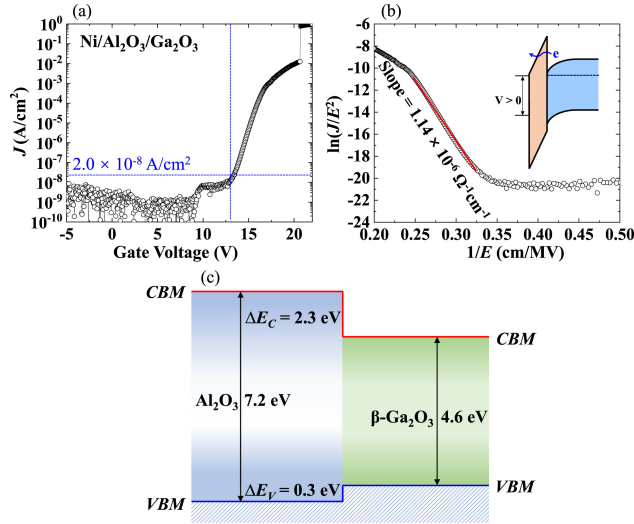 (a)
Ni/Al₂O₃/Ga₂O₃
2.0 × 10⁻⁸ A/cm²
J (A/cm²)
10⁰
10⁻¹
10⁻²
10⁻³
10⁻⁴
10⁻⁵
10⁻⁶
10⁻⁷
10⁻⁸
10⁻⁹
10⁻¹⁰
-5 0 5 10 15 20
Gate Voltage (V)
(b)
ln(J/E²)
-6
-8
-10
-12
-14
-16
-18
-20
-22
-24
Slope = 1.14 × 10⁻⁶ Ω⁻¹cm⁻¹
e
V > 0
0.20 0.25 0.30 0.35 0.40 0.45 0.50
1/E (cm/MV)
(c)
CBM
ΔE_C = 2.3 eV
CBM
Al₂O₃ 7.2 eV
β-Ga₂O₃ 4.6 eV
ΔE_V = 0.3 eV
VBM
VBM